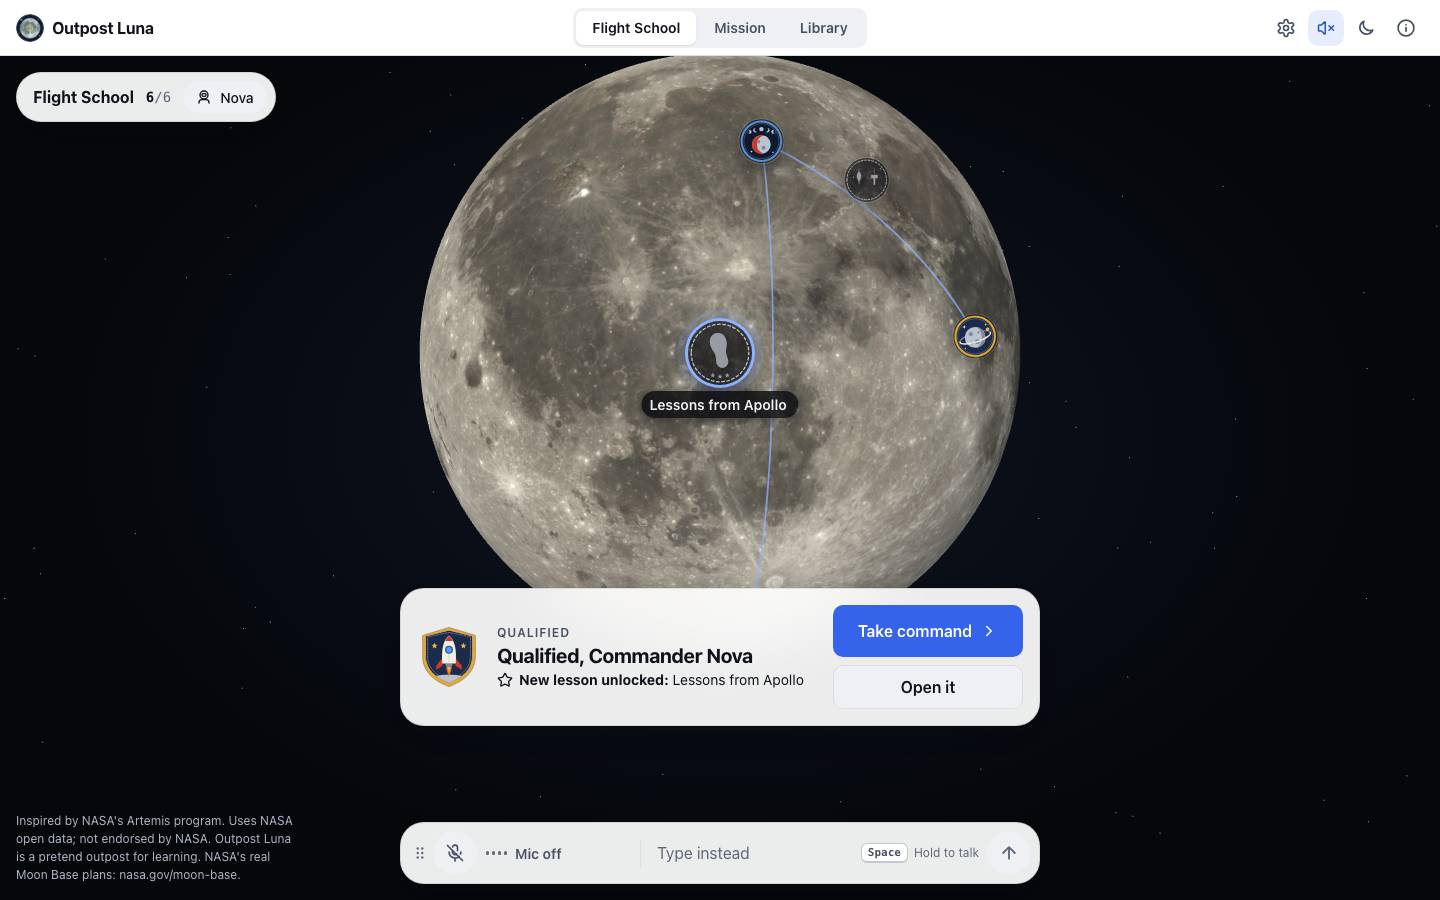 Outpost Luna
Flight School
Mission
Library
Flight School 6/6 Nova
Lessons from Apollo
QUALIFIED
Qualified, Commander Nova
New lesson unlocked: Lessons from Apollo
Take command
Open it
Inspired by NASA's Artemis program. Uses NASA
open data; not endorsed by NASA. Outpost Luna
is a pretend outpost for learning. NASA's real
Moon Base plans: nasa.gov/moon-base.
Mic off
Type instead
Space Hold to talk